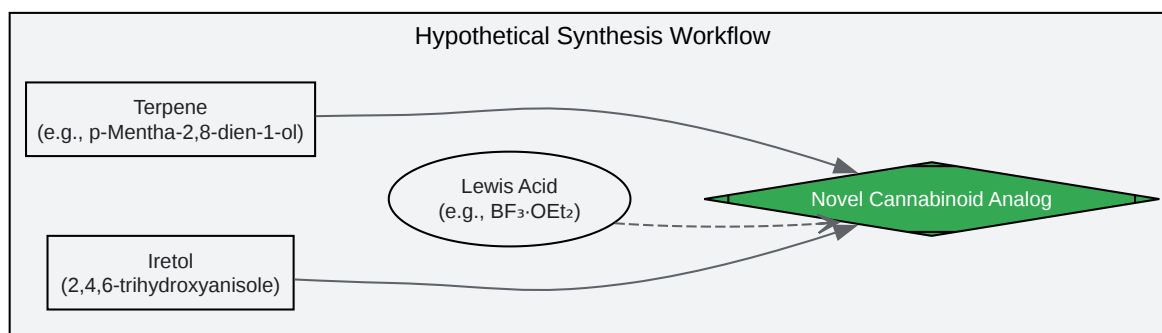 Hypothetical Synthesis Workflow
Terpene
(e.g., p-Mentha-2,8-dien-1-ol)
Lewis Acid
(e.g., BF₃·OEt₂)
Novel Cannabinoid Analog
Iretol
(2,4,6-trihydroxyanisole)